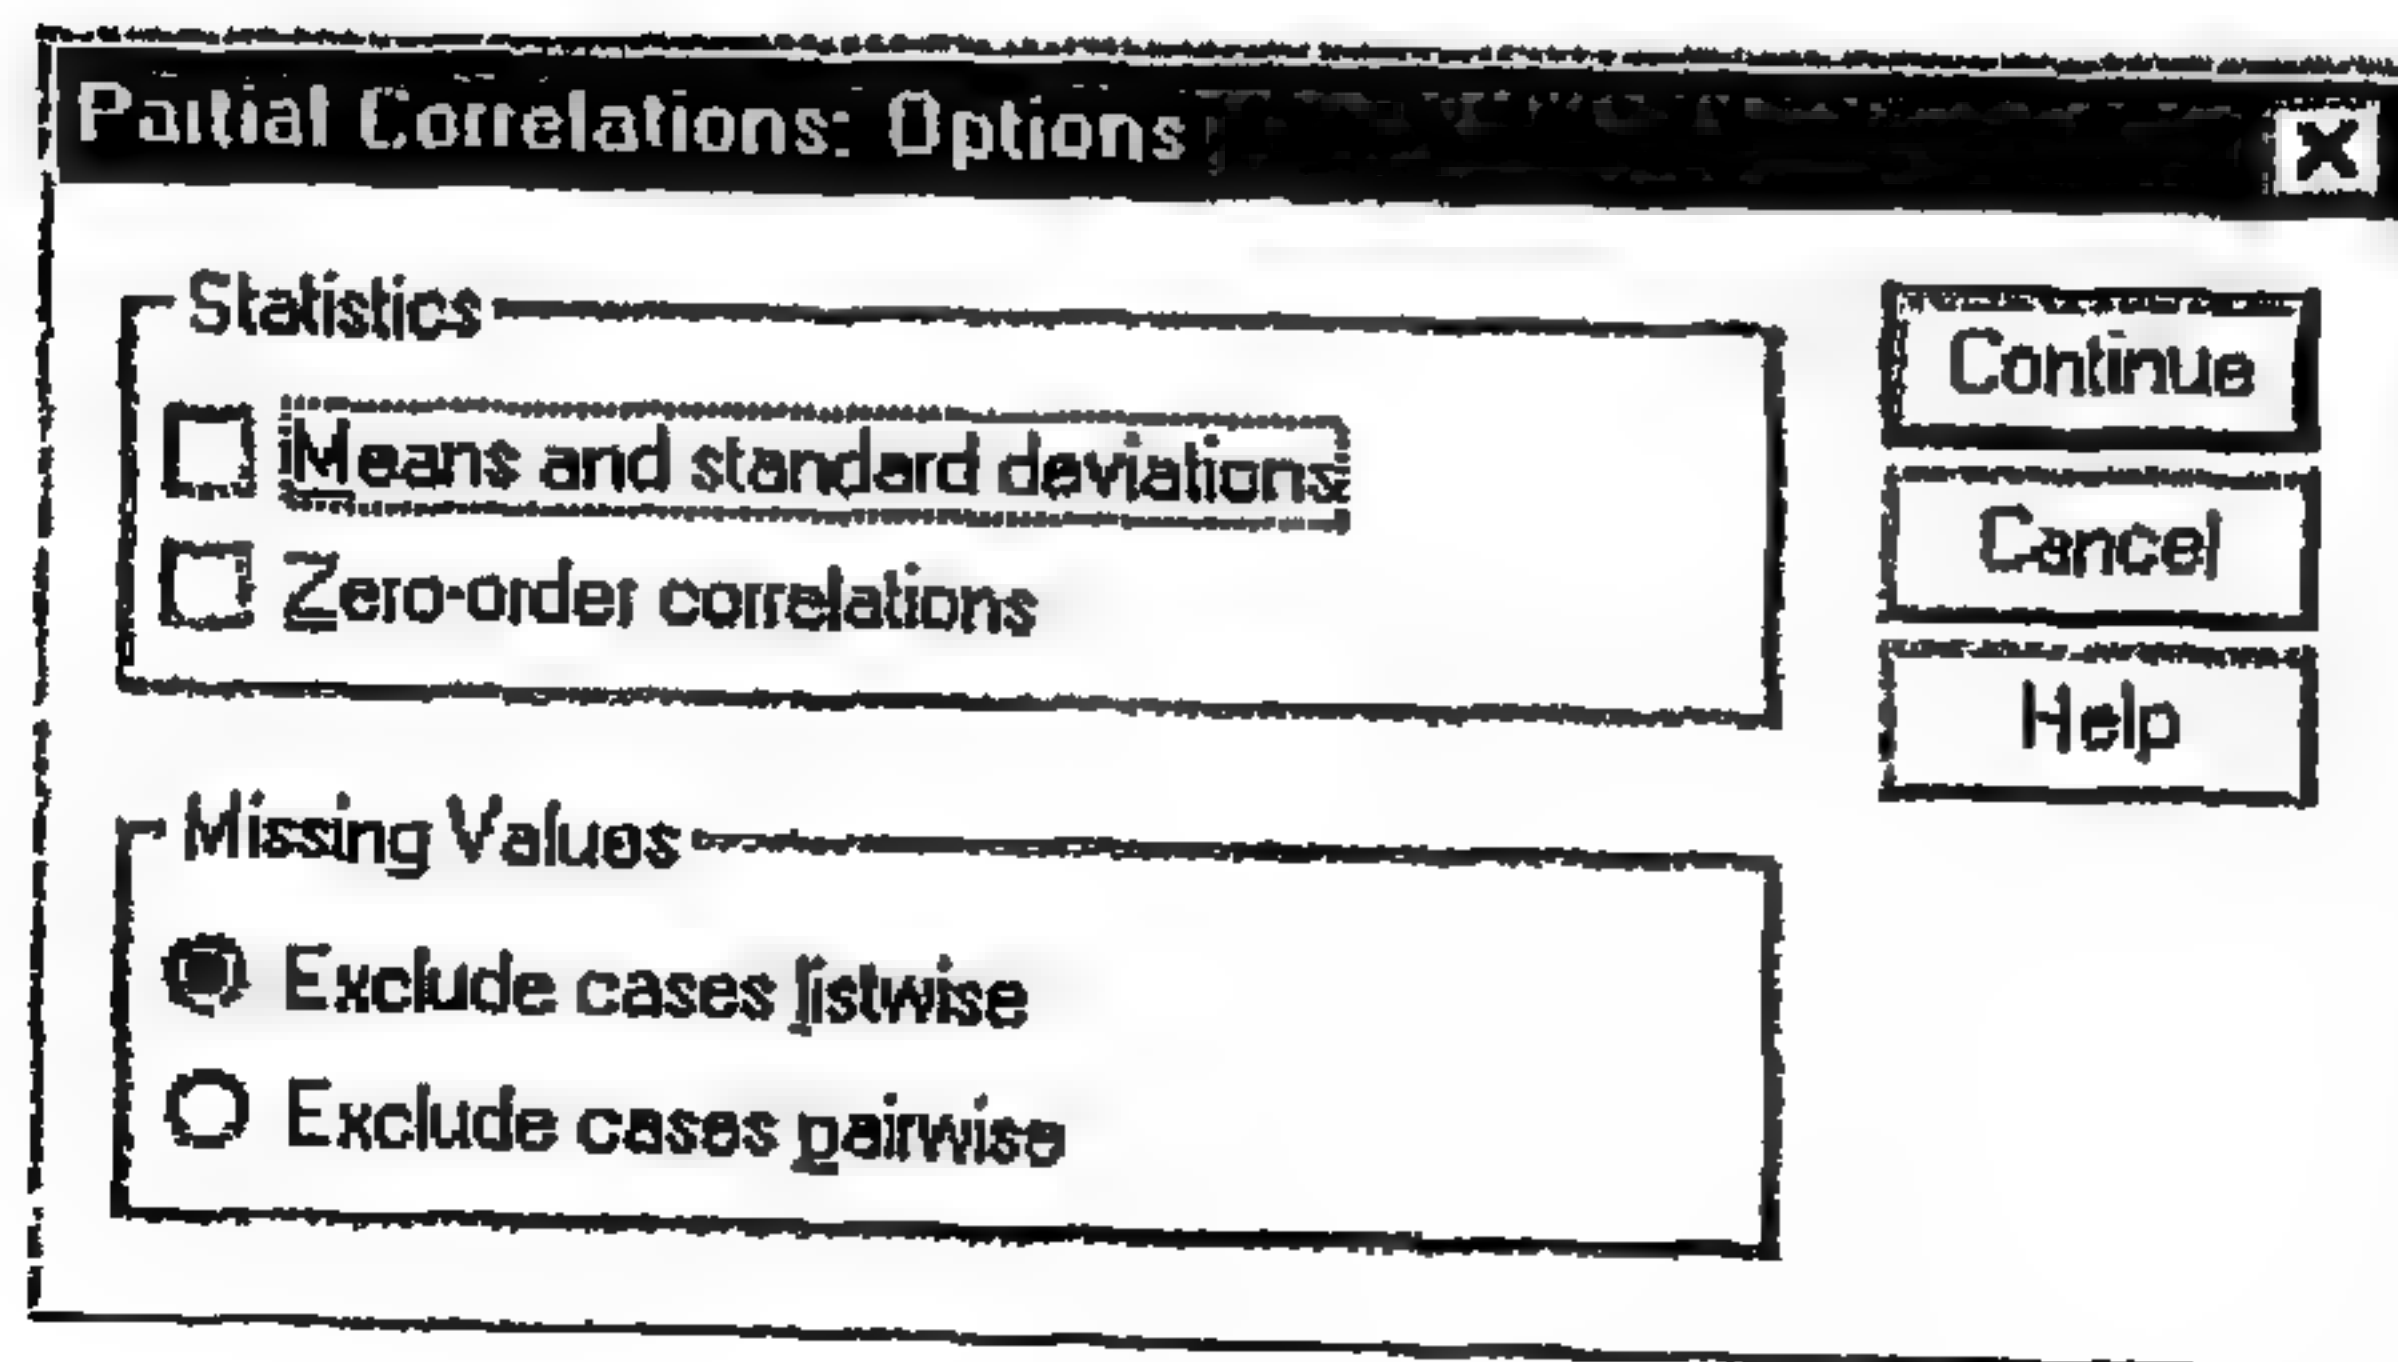 Partial Correlations: Options
Statistics
Means and standard deviations
Zero-order correlations
Missing Values
Exclude cases listwise
Exclude cases pairwise
Continue
Cancel
Help